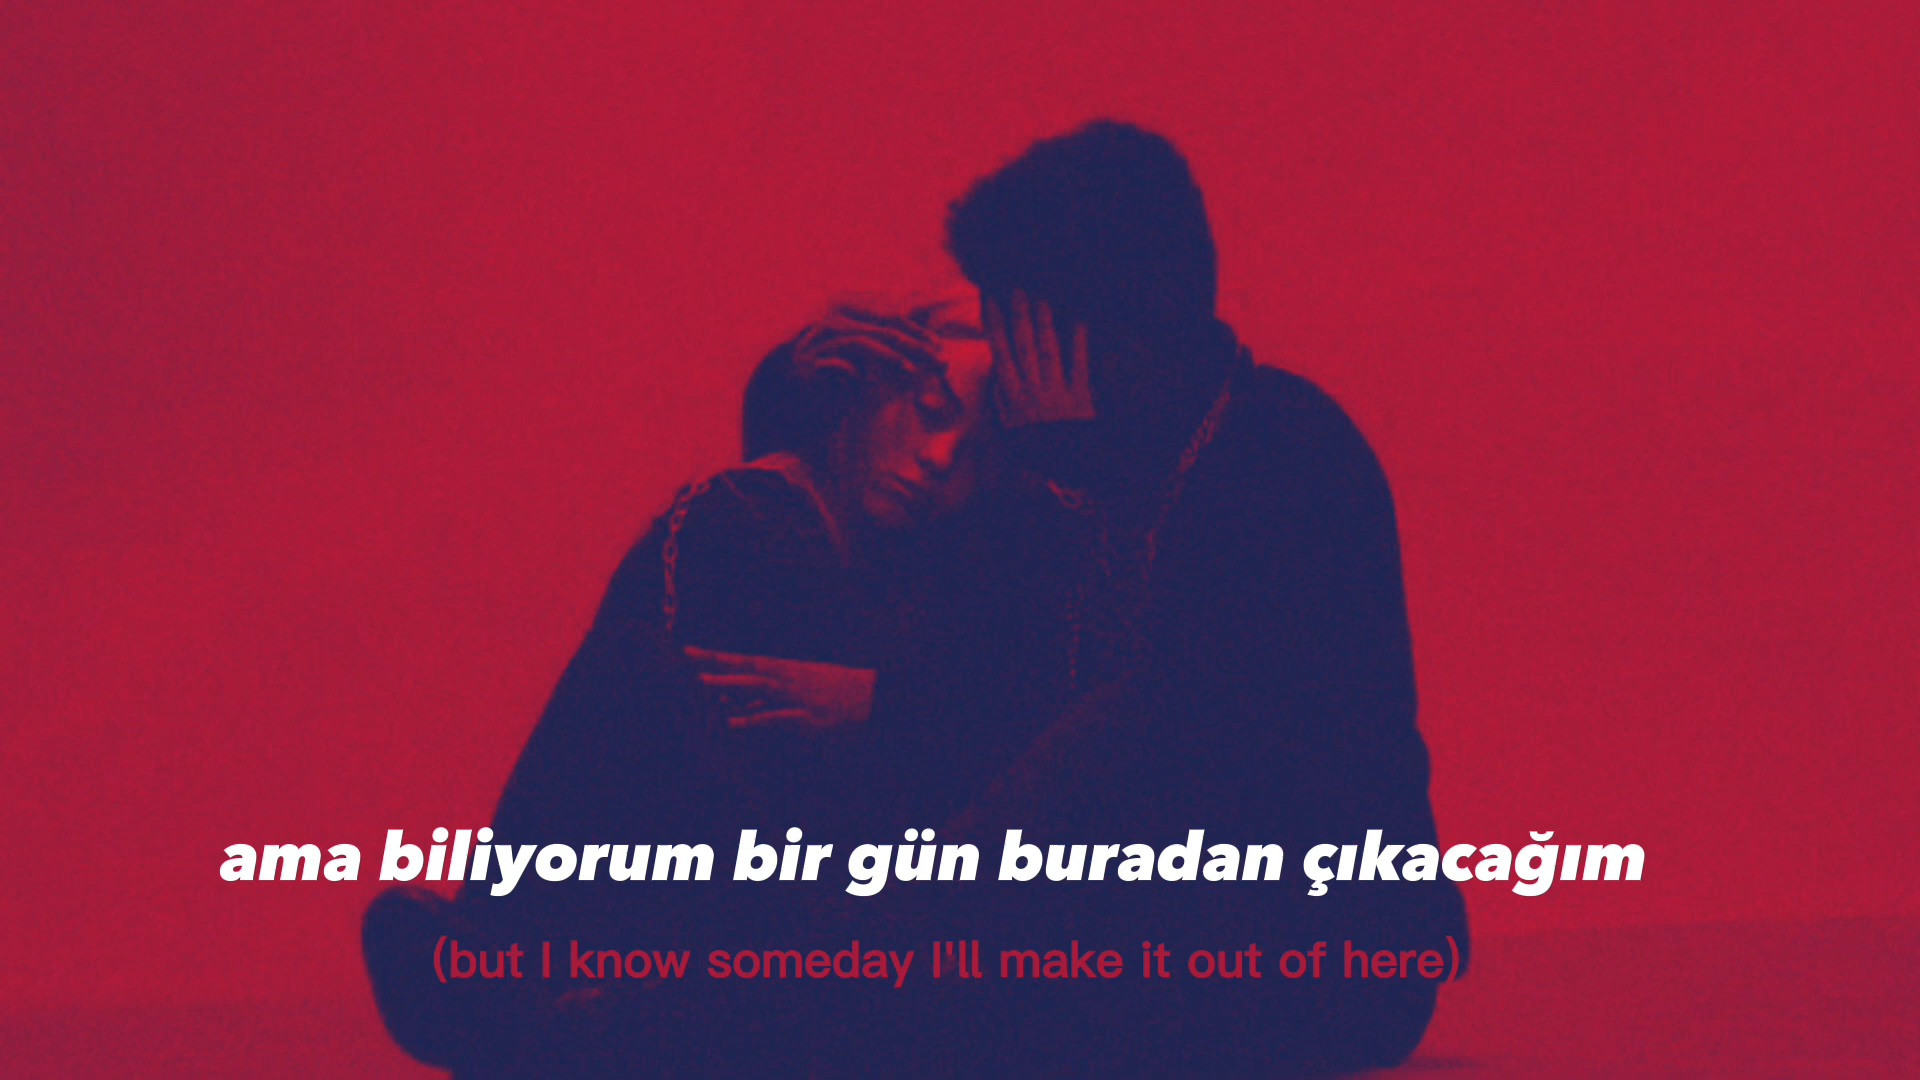 ama biliyorum bir gün buradan çıkacağım
(but I know someday I'll make it out of here)